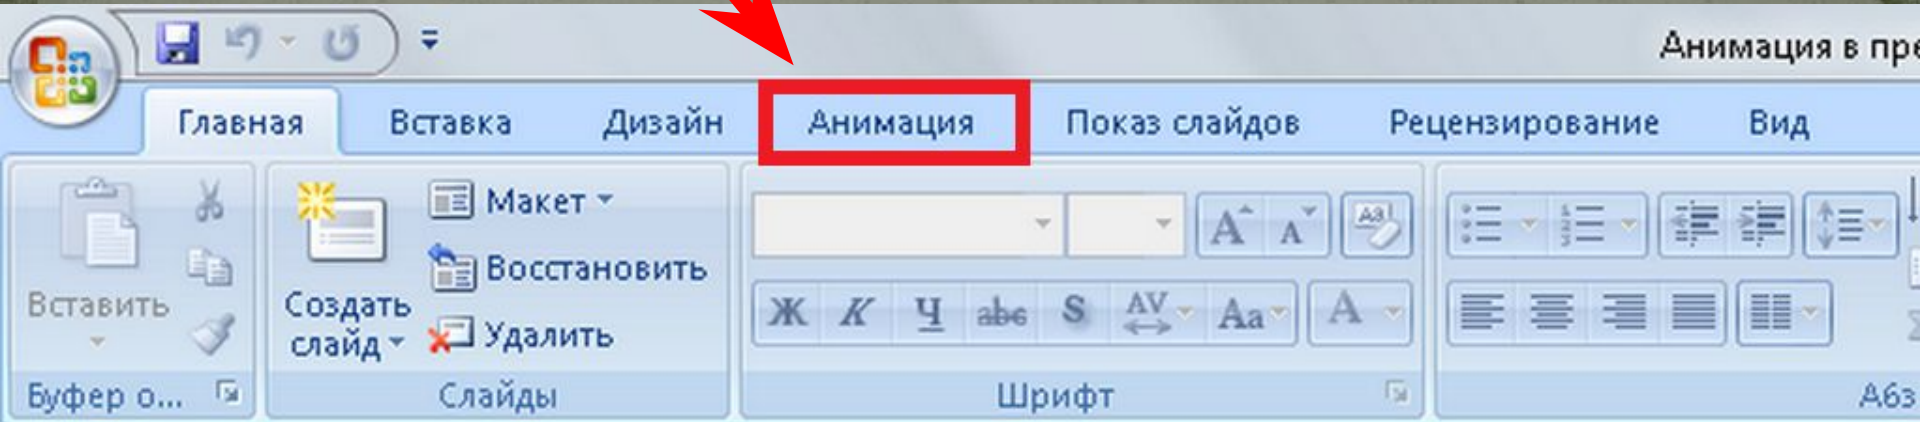 Анимация в пре
Главная Вставка Дизайн Анимация Показ слайдов Рецензирование Вид
Макет
Восстановить
Вставить
Создать
слайд
Удалить
Ж К Ч abc S AV Aa А
Буфер о... Слайды Шрифт Абз